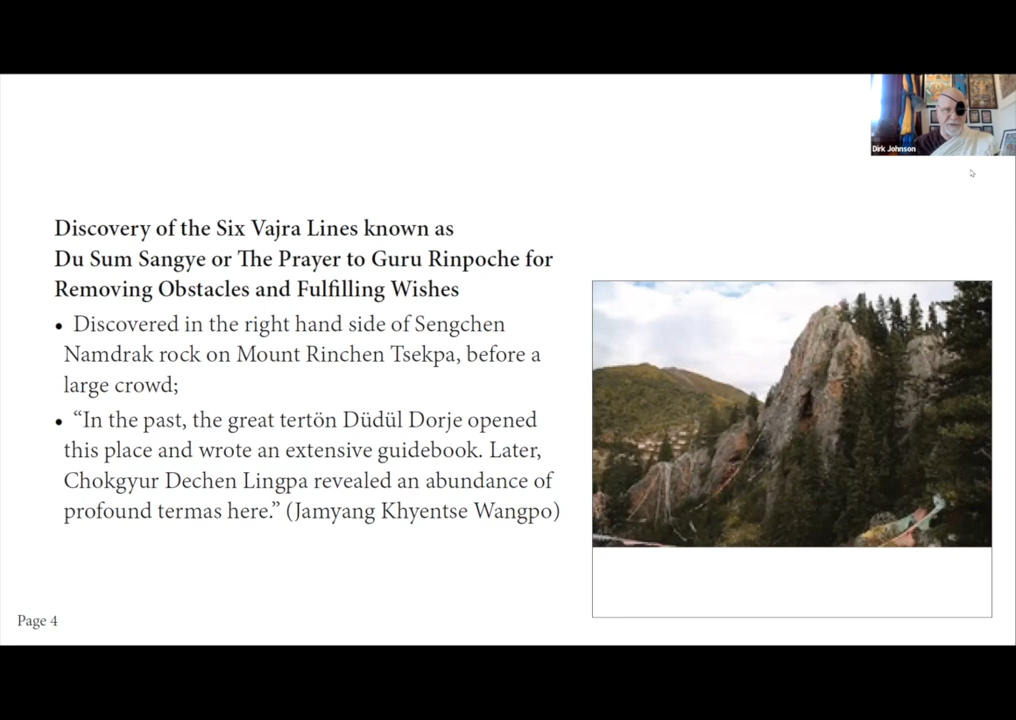 Dirk Johnson
Discovery of the Six Vajra Lines known as
Du Sum Sangye or The Prayer to Guru Rinpoche for
Removing Obstacles and Fulfilling Wishes
• Discovered in the right hand side of Sengchen
Namdrak rock on Mount Rinchen Tsekpa, before a
large crowd;
• “In the past, the great tertön Düdül Dorje opened
this place and wrote an extensive guidebook. Later,
Chokgyur Dechen Lingpa revealed an abundance of
profound termas here.” (Jamyang Khyentse Wangpo)
Page 4